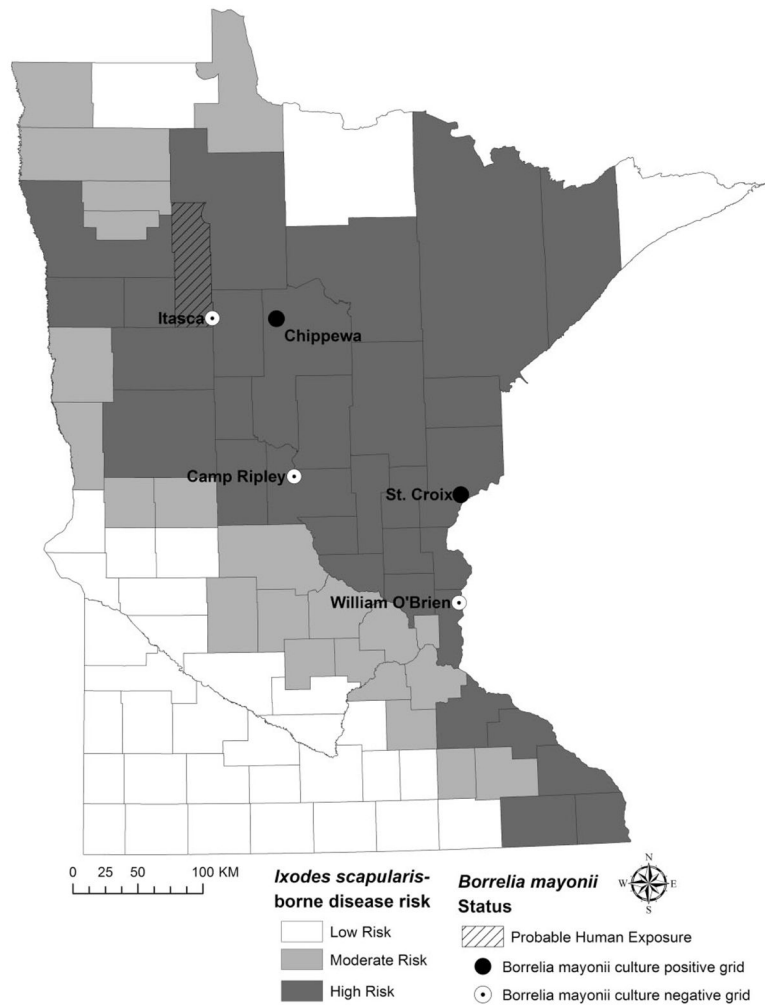 Itasca
Chippewa
Camp Ripley
St. Croix
William O'Brien
0 25 50 100 KM
Ixodes scapularis-
borne disease risk
Low Risk
Moderate Risk
High Risk
Borrelia mayonii
Status
Probable Human Exposure
Borrelia mayonii culture positive grid
Borrelia mayonii culture negative grid
N
W E
S